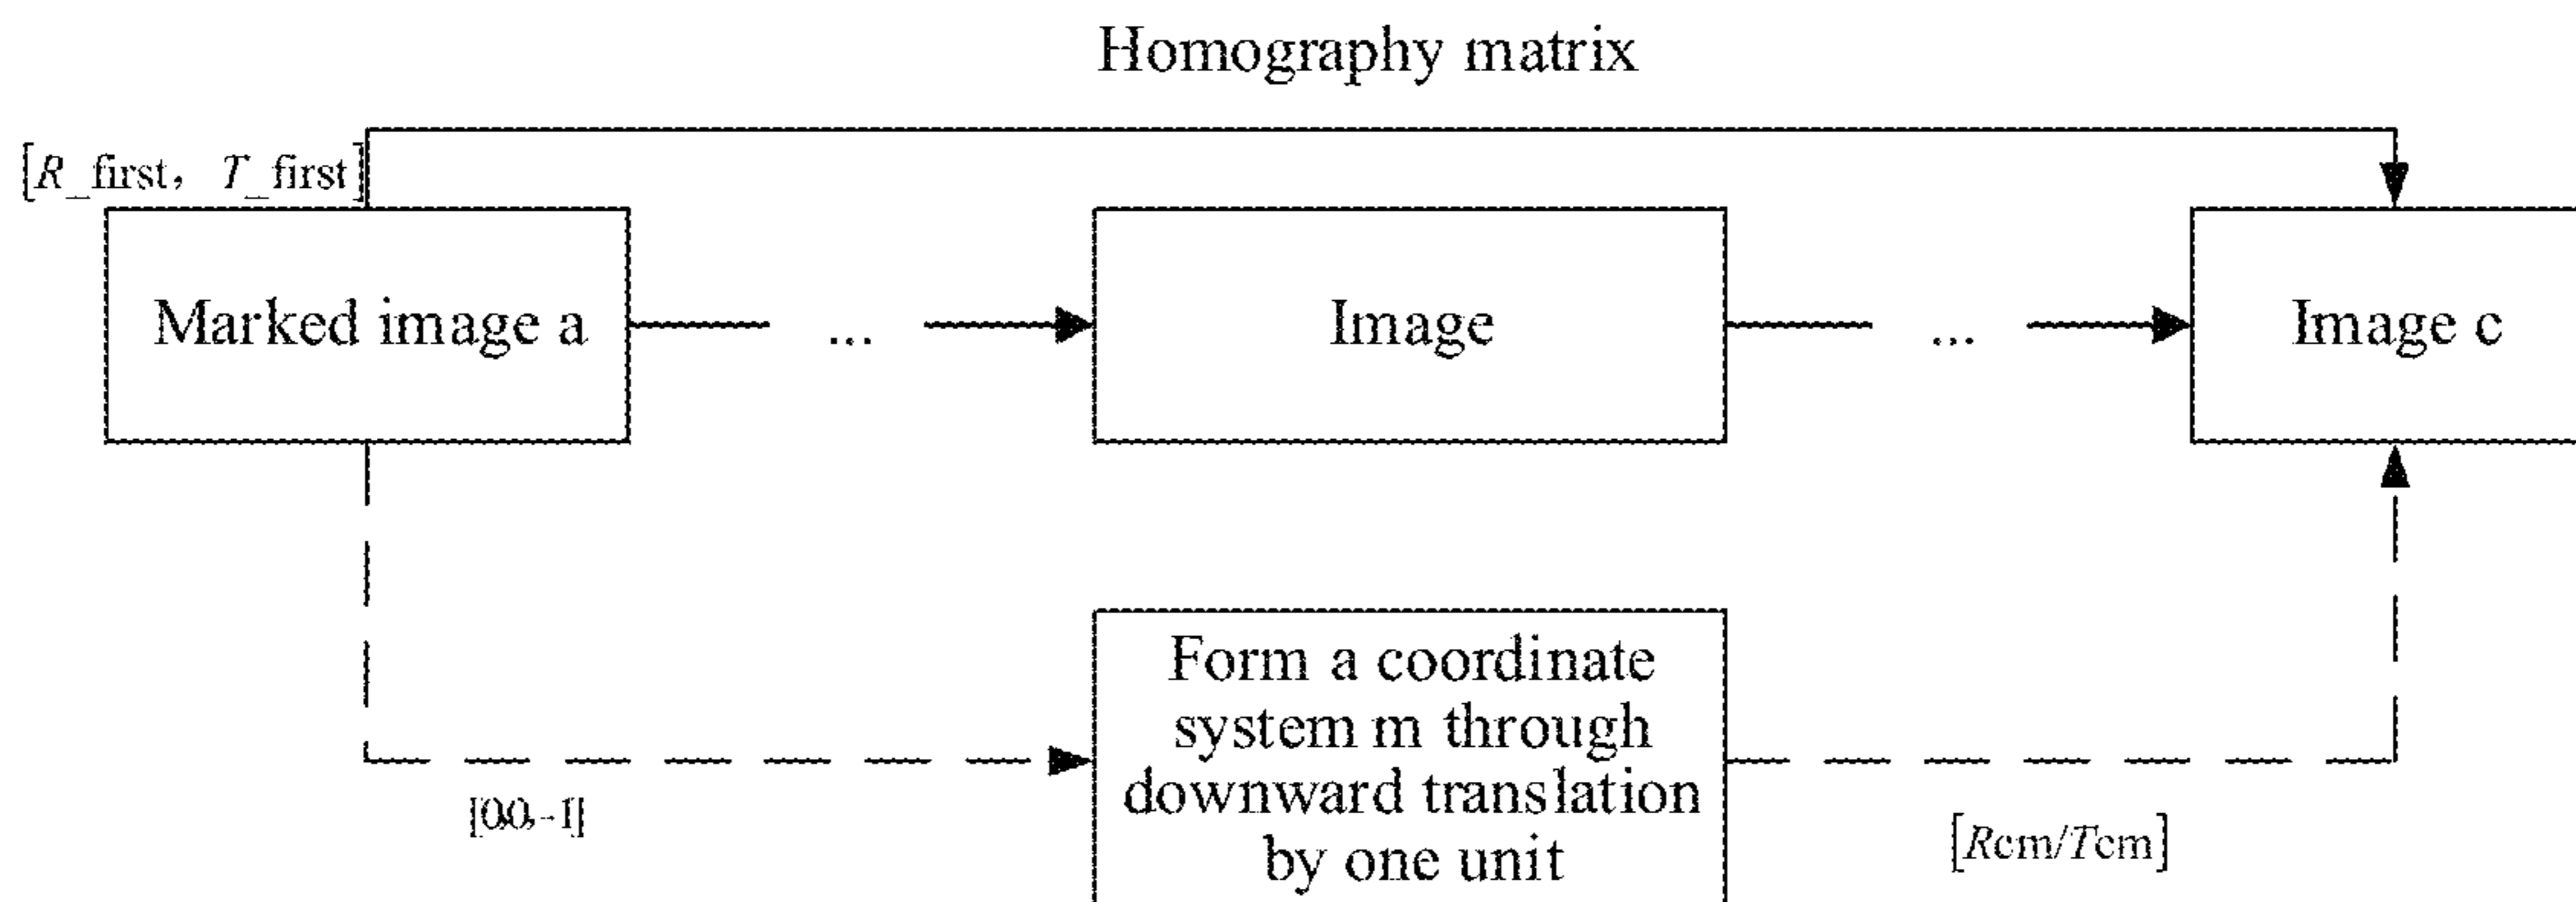 Homography matrix
[R_first, T_first]
Marked image a
...
Image
...
Image c
Form a coordinate
system m through
downward translation
by one unit
[0,0,-1]
[Rcm/Tcm]